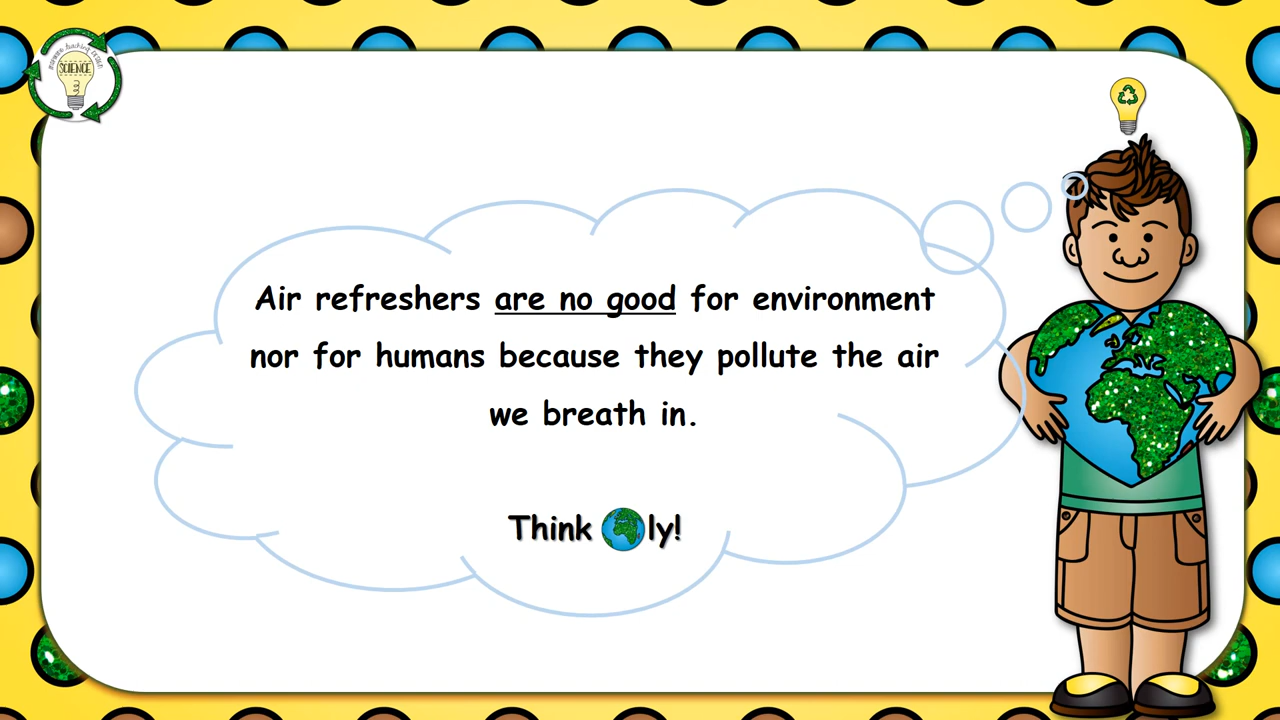 SCIENCE
Air refreshers are no good for environment
nor for humans because they pollute the air
we breath in.
Think ly!